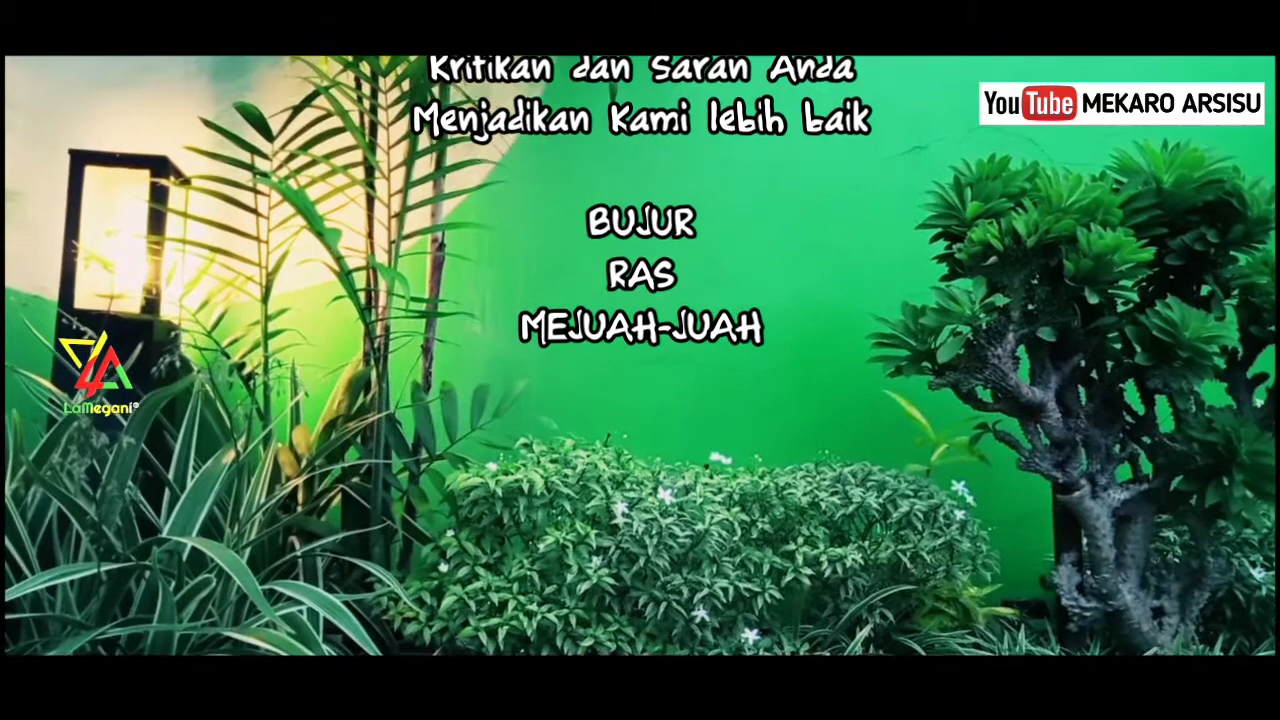 Kritikan dan Saran Anda
Menjadikan Kami lebih baik
YouTube MEKARO ARSISU
BUJUR
RAS
MEJUAH-JUAH
LaMegani®